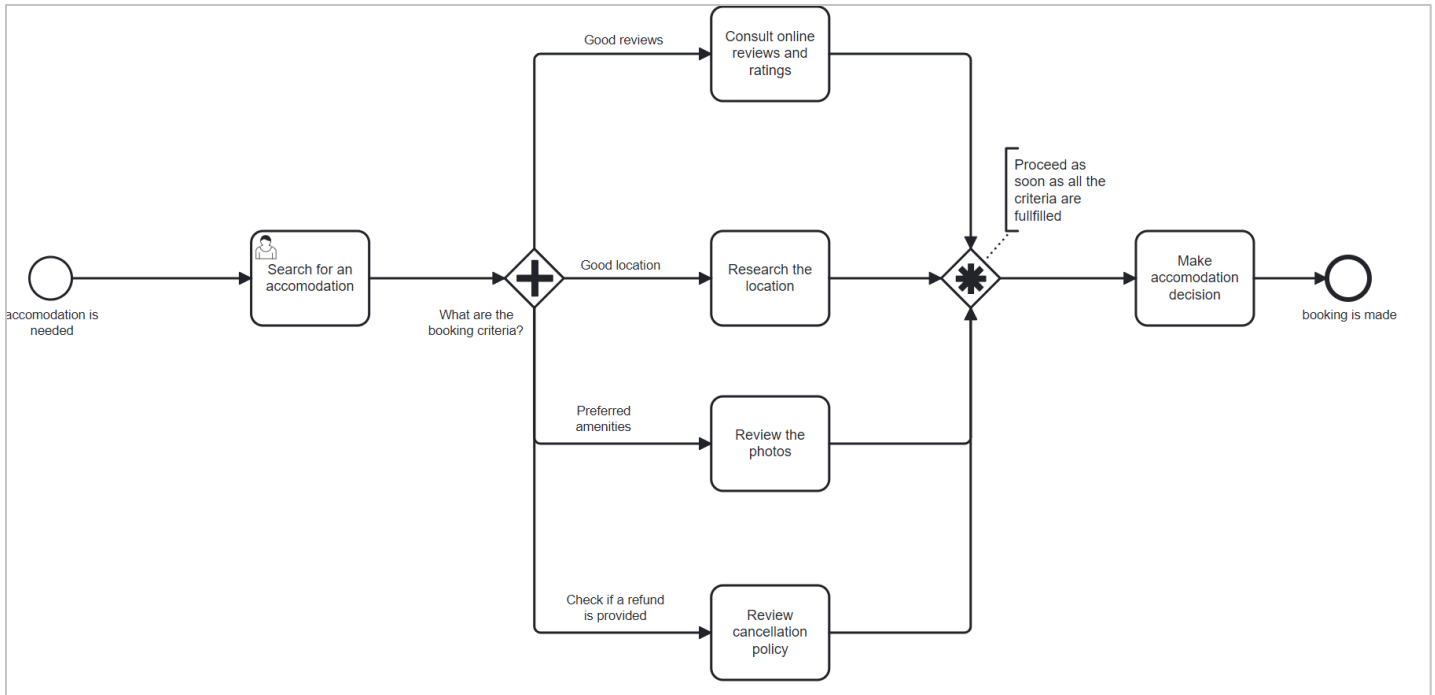 Good reviews
Consult online
reviews and
ratings
Proceed as
soon as all the
criteria are
fullfilled
accomodation is
needed
Search for an
accomodation
What are the
booking criteria?
Good location
Research the
location
Make
accomodation
decision
booking is made
Preferred
amenities
Review the
photos
Check if a refund
is provided
Review
cancellation
policy